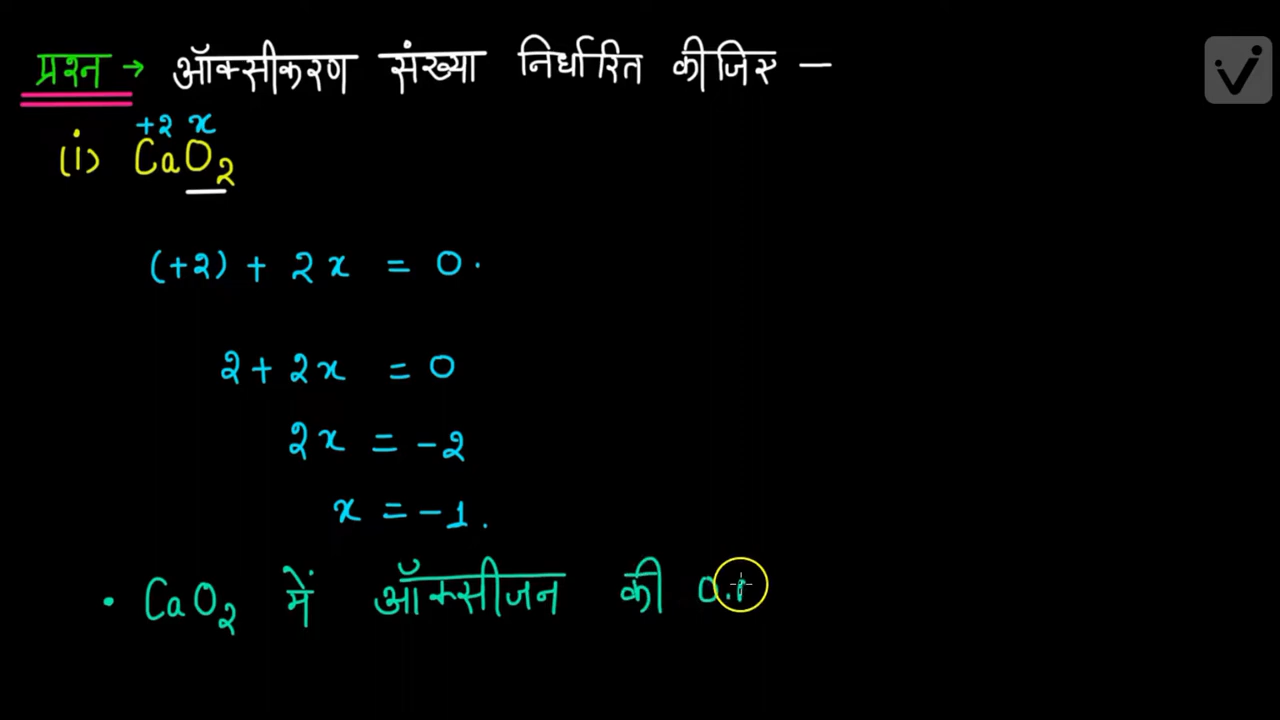 प्रश्न → ऑक्सीकरण संख्या निर्धारित कीजिए –
+2 x
(i) CaO2
(+2) + 2x = 0.
2 + 2x = 0
2x = -2
x = -1.
• CaO2 में ऑक्सीजन की